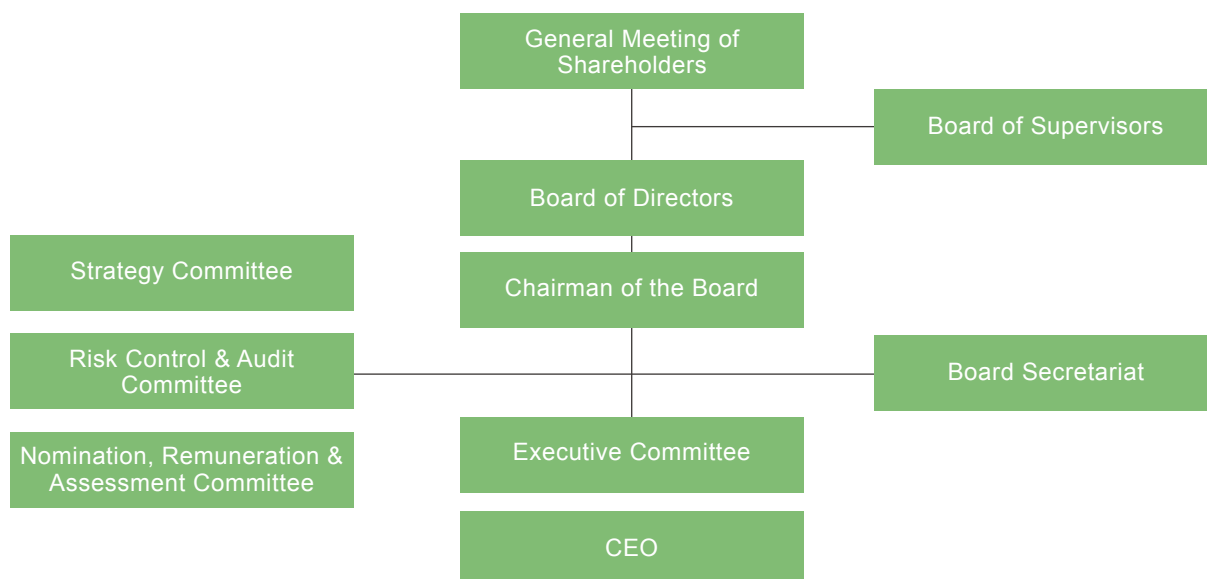 General Meeting of
Shareholders
Board of Supervisors
Board of Directors
Strategy Committee
Chairman of the Board
Risk Control & Audit
Committee
Board Secretariat
Nomination, Remuneration &
Assessment Committee
Executive Committee
CEO